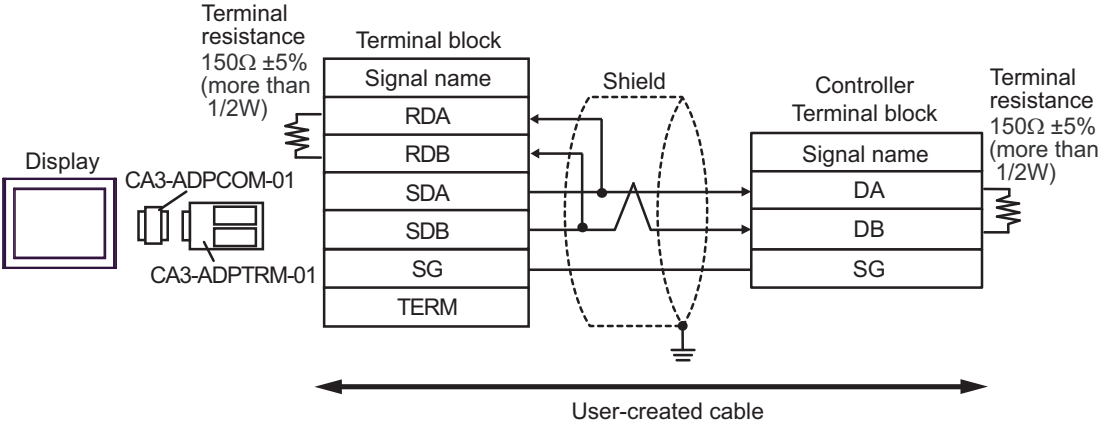 Terminal
resistance
150Ω ±5%
(more than
1/2W)
Terminal block
Signal name
RDA
RDB
SDA
SDB
SG
TERM
Display
CA3-ADPCOM-01
CA3-ADPTRM-01
Shield
Controller
Terminal block
Signal name
DA
DB
SG
Terminal
resistance
150Ω ±5%
(more than
1/2W)
User-created cable